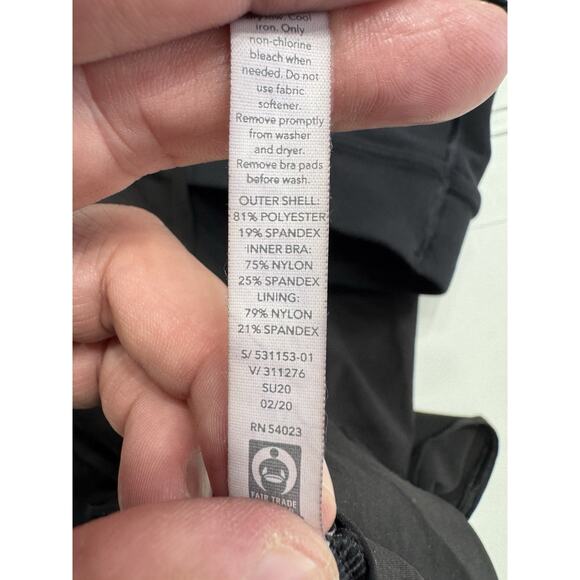 Cool
iron. Only
non-chlorine
bleach when
needed. Do not
use fabric
softener.
Remove promptly
from washer
and dryer.
Remove bra pads
before wash.
OUTER SHELL:
81% POLYESTER
19% SPANDEX
INNER BRA:
75% NYLON
25% SPANDEX
LINING:
79% NYLON
21% SPANDEX
S/ 531153-01
V/ 311276
SU20
02/20
RN 54023
FAIR TRADE